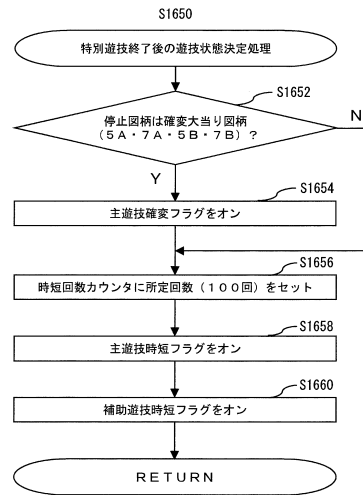 S1650
特別遊技終了後の遊技状態決定処理
S1652
停止図柄は確変大当り図柄
(5A・7A・5B・7B)?
N
Y
S1654
主遊技確変フラグをオン
S1656
時短回数カウンタに所定回数(100回)をセット
S1658
主遊技時短フラグをオン
S1660
補助遊技時短フラグをオン
RETURN